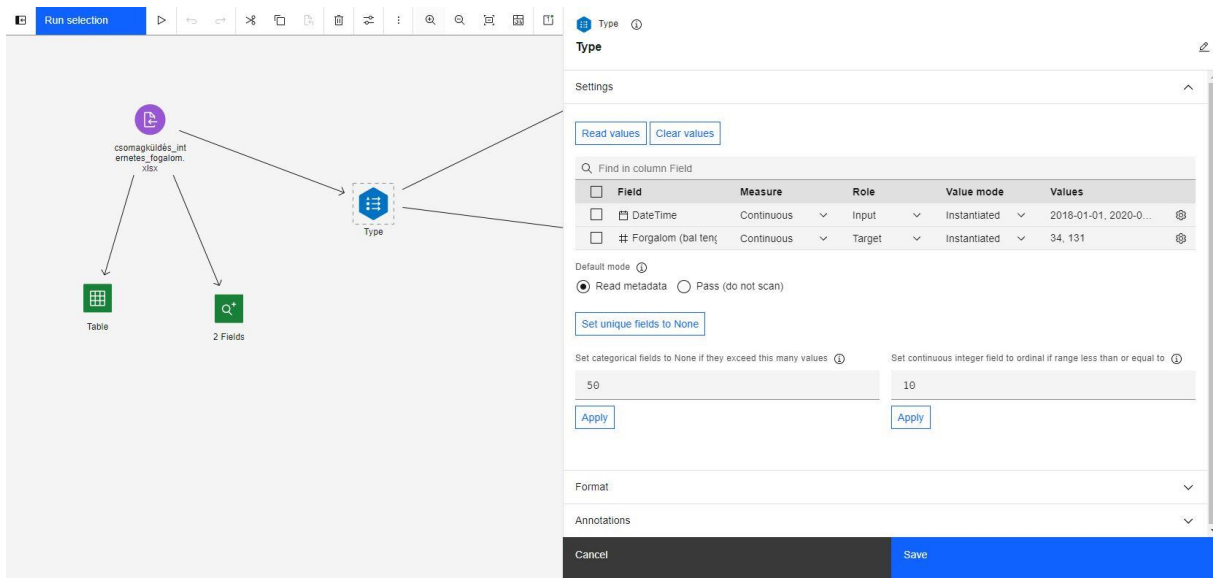 Run selection
Type
Type
Settings
csomagküldés_int
ernetes_fogalom.
xlsx
Type
Table
2 Fields
Read values
Clear values
Find in column Field
Field Measure Role Value mode Values
DateTime Continuous Input Instantiated 2018-01-01, 2020-0...
Forgalom (bal teng Continuous Target Instantiated 34, 131
Default mode
Read metadata Pass (do not scan)
Set unique fields to None
Set categorical fields to None if they exceed this many values
50
Apply
Set continuous integer field to ordinal if range less than or equal to
10
Apply
Format
Annotations
Cancel
Save